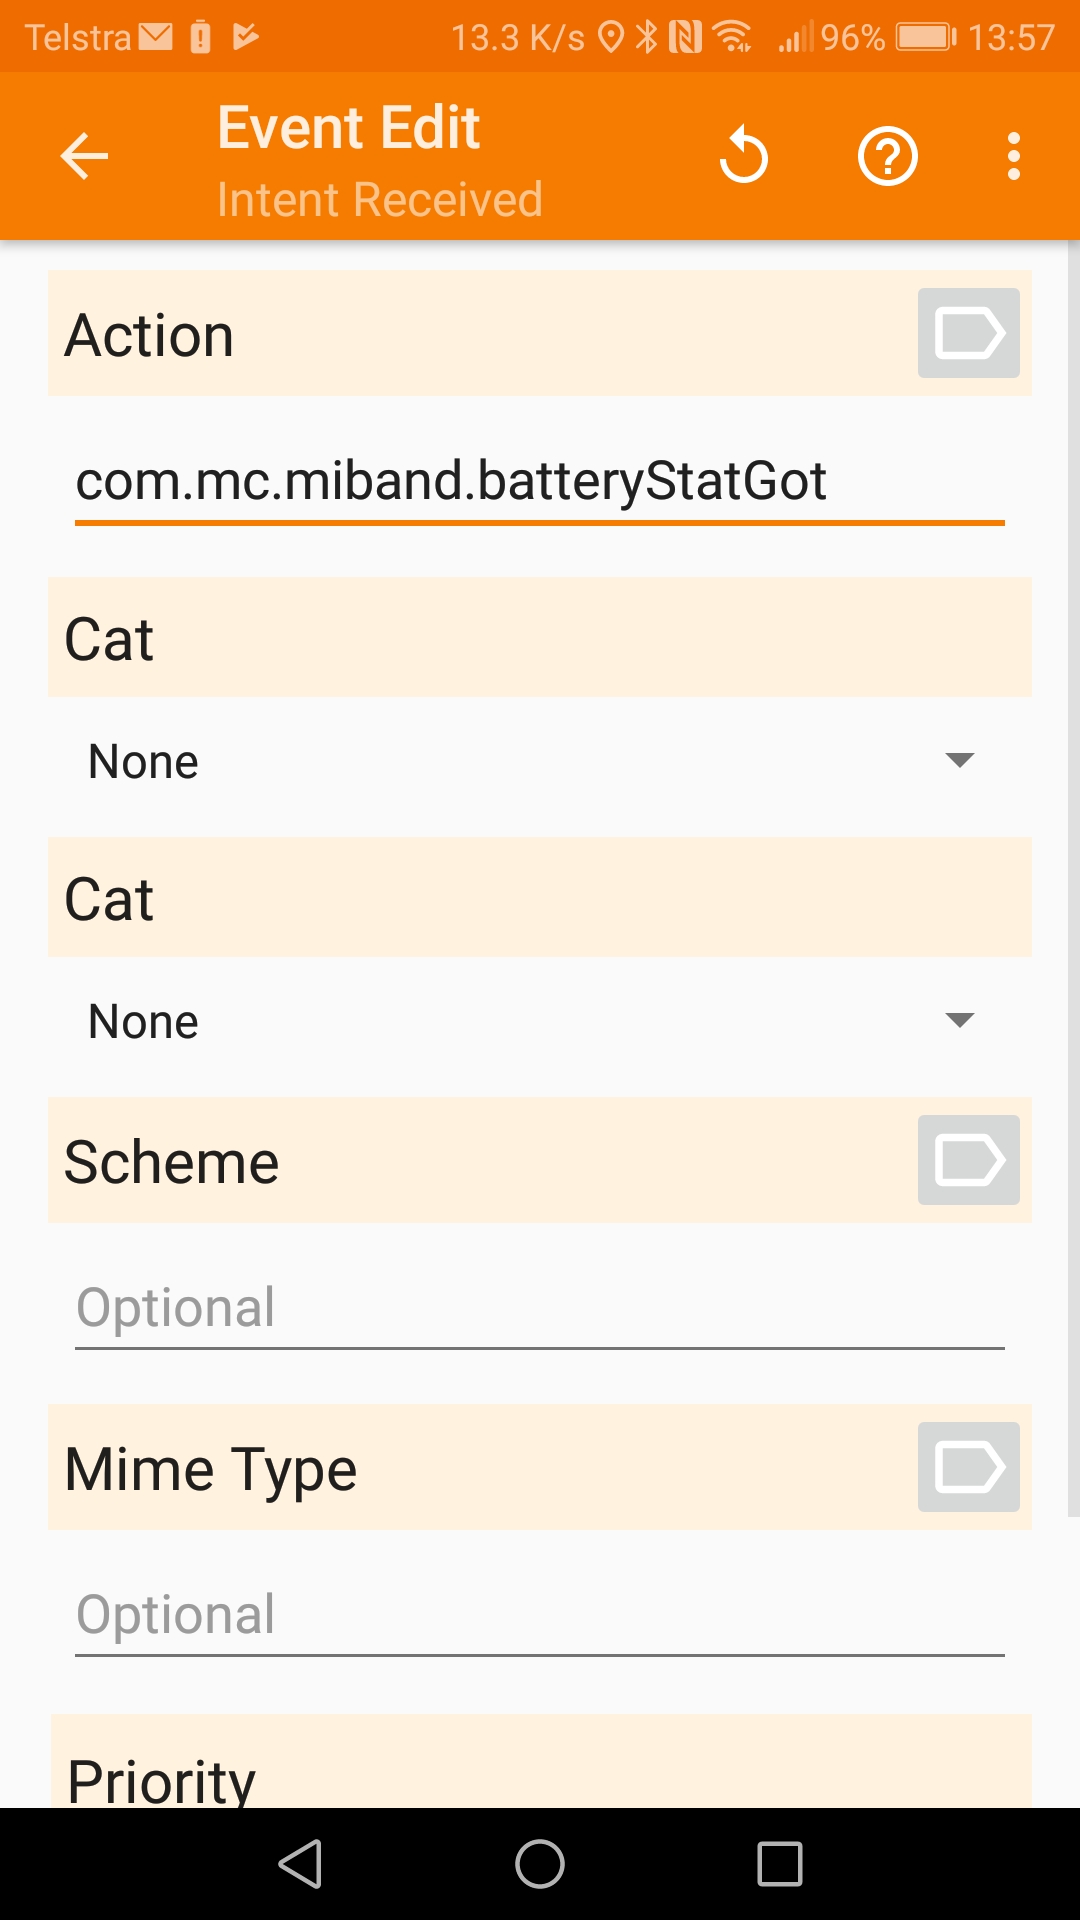 Telstra 13.3 K/s 96% 13:57
Event Edit
Intent Received
Action
com.mc.miband.batteryStatGot
Cat
None
Cat
None
Scheme
Optional
Mime Type
Optional
Priority